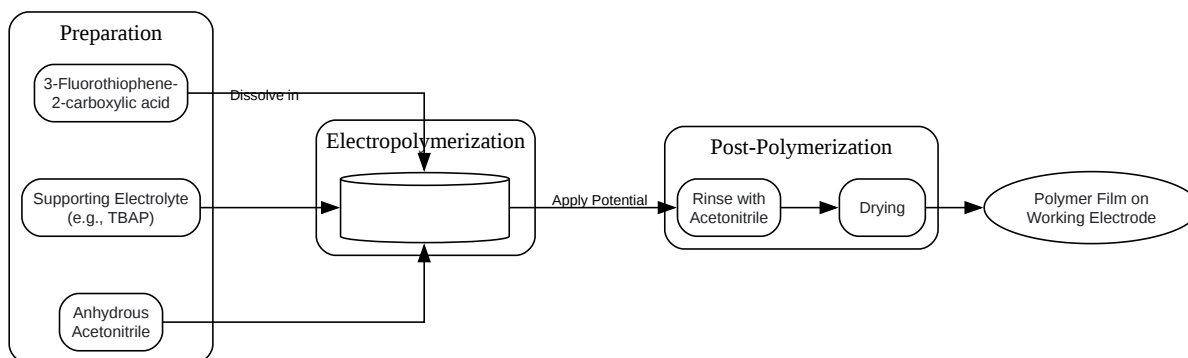 Preparation
3-Fluorothiophene-
2-carboxylic acid
Dissolve in
Supporting Electrolyte
(e.g., TBAP)
Anhydrous
Acetonitrile
Electropolymerization
Apply Potential
Post-Polymerization
Rinse with
Acetonitrile
Drying
Polymer Film on
Working Electrode